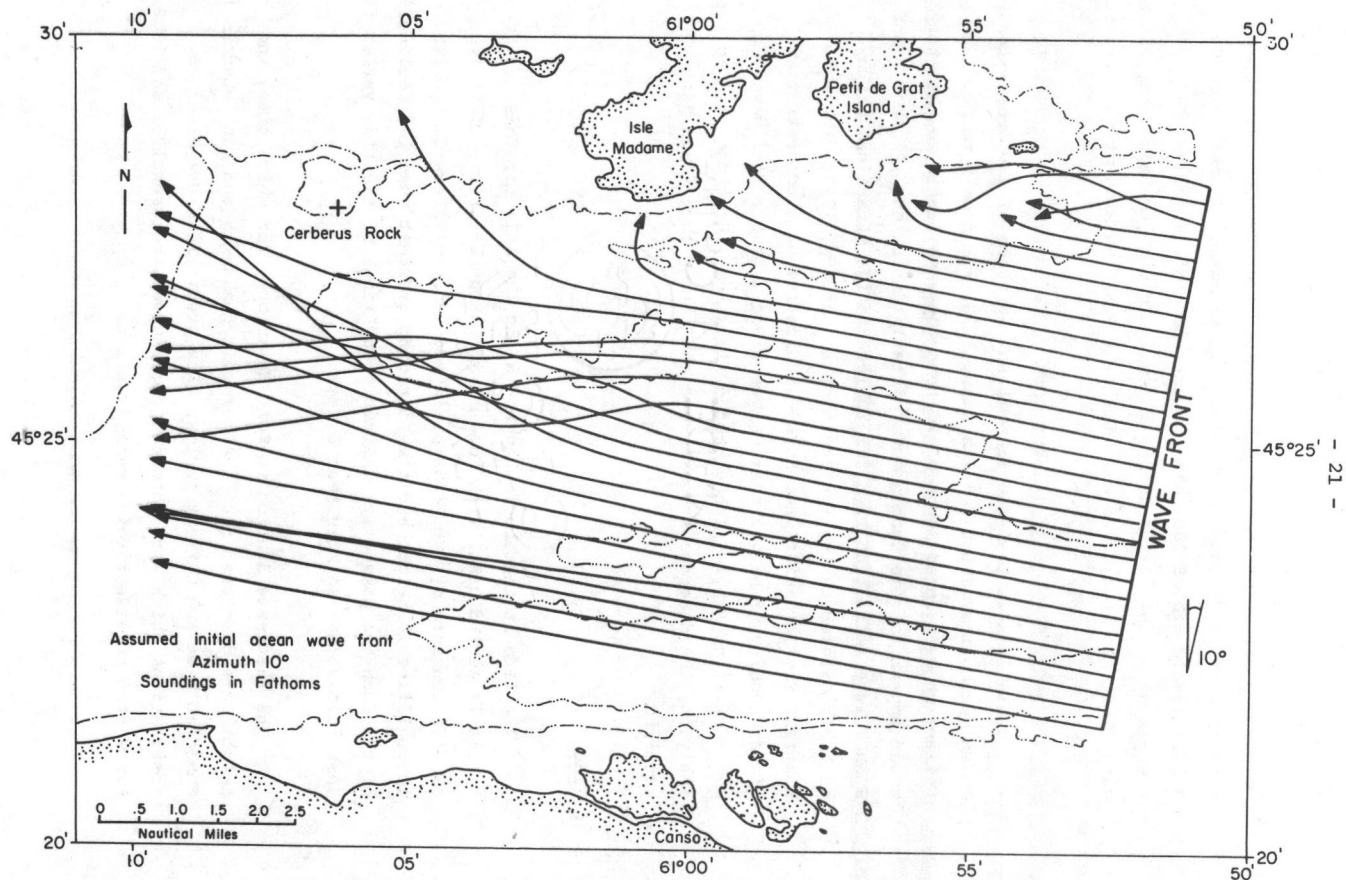 10' 05' 61°00' 55' 50'
30' 30'
Petit de Grat
Island
Isle
Madame
N
Cerberus Rock
45°25' 45°25'
WAVE FRONT
- 21 -
10°
Assumed initial ocean wave front
Azimuth 10°
Soundings in Fathoms
0 .5 1.0 1.5 2.0 2.5
Nautical Miles
Canso
20' 20'
10' 05' 61°00' 55' 50'